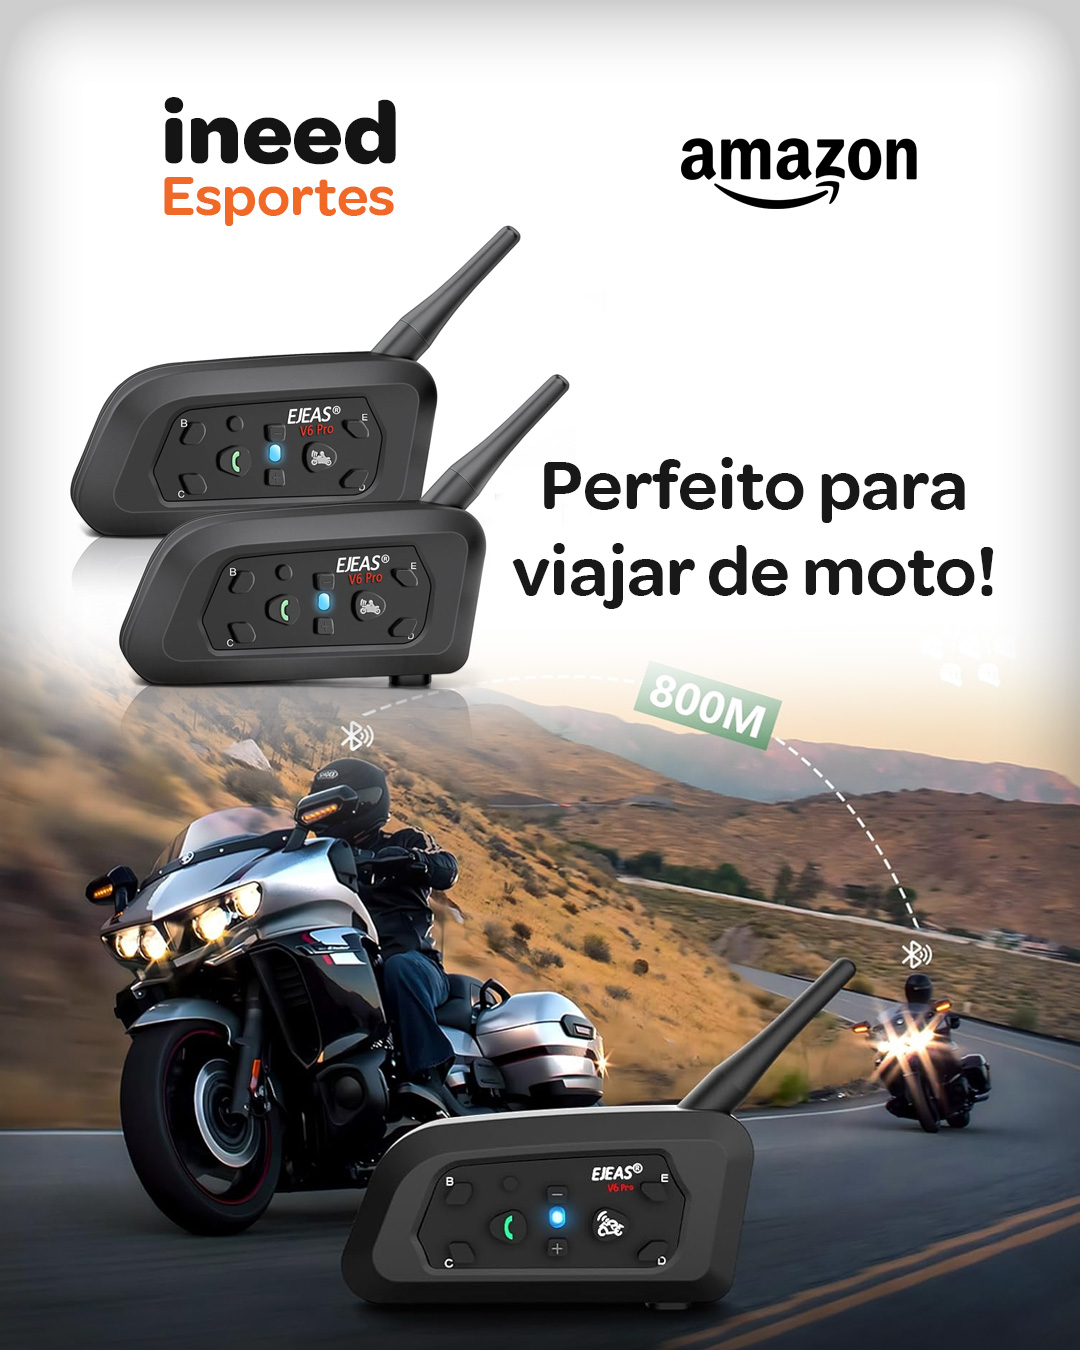 ineed
Esportes
amazon
EJEAS®
V6 Pro
B
E
C
D
EJEAS®
V6 Pro
B
E
C
D
Perfeito para
viajar de moto!
800M
EJEAS®
V6 Pro
B
E
C
D